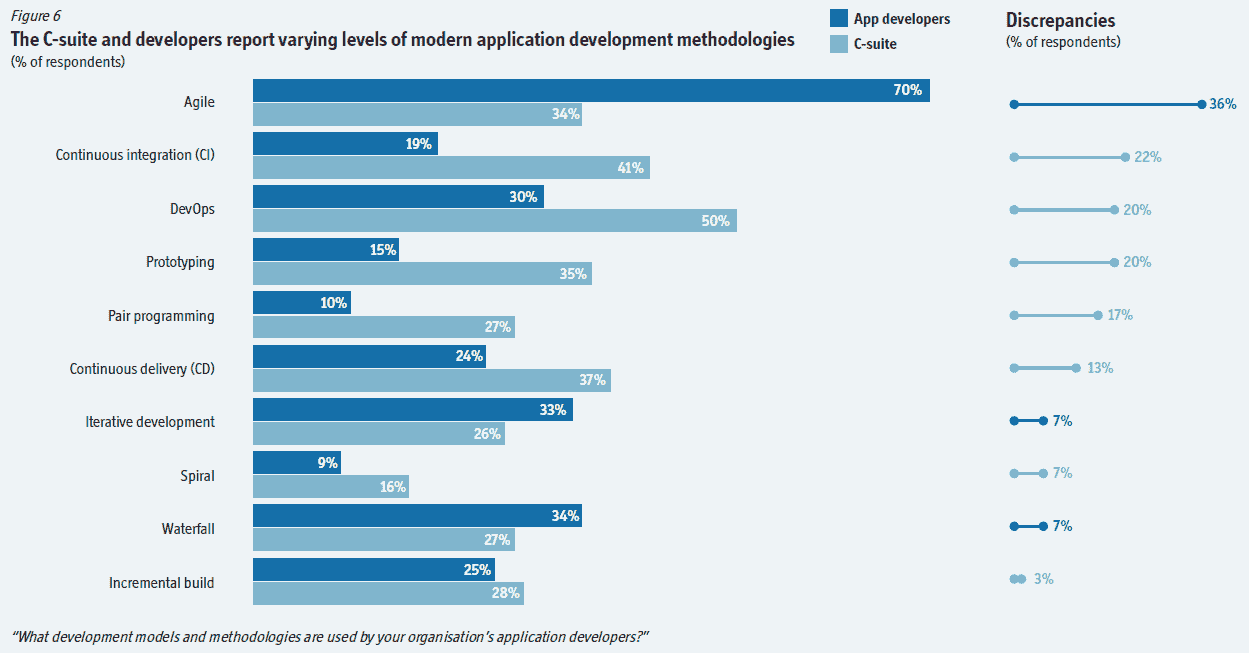 Figure 6
The C-suite and developers report varying levels of modern application development methodologies
(% of respondents)
App developers
C-suite
Discrepancies
(% of respondents)
Agile
70%
34%
36%
Continuous integration (CI)
19%
41%
22%
DevOps
30%
50%
20%
Prototyping
15%
35%
20%
Pair programming
10%
27%
17%
Continuous delivery (CD)
24%
37%
13%
Iterative development
33%
26%
7%
Spiral
9%
16%
7%
Waterfall
34%
27%
7%
Incremental build
25%
28%
3%
“What development models and methodologies are used by your organisation’s application developers?”